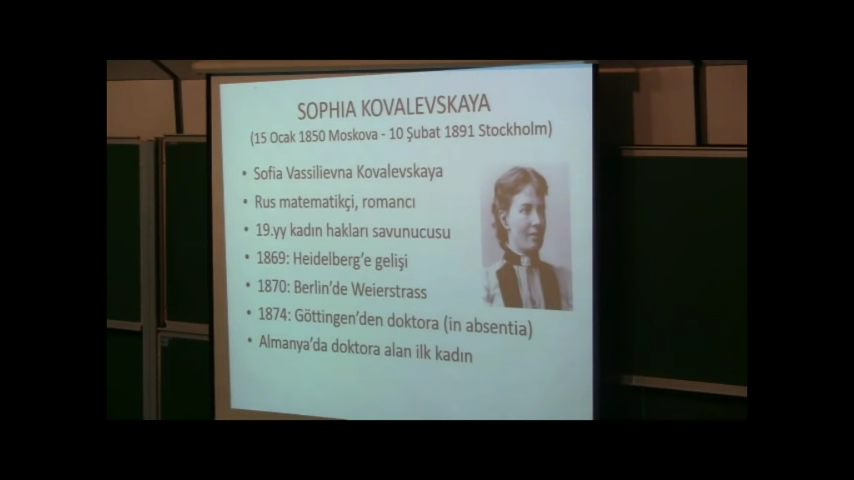 SOPHIA KOVALEVSKAYA
(15 Ocak 1850 Moskova - 10 Şubat 1891 Stockholm)
• Sofia Vassilievna Kovalevskaya
• Rus matematikçi, romancı
• 19.yy kadın hakları savunucusu
• 1869: Heidelberg'e gelişi
• 1870: Berlin'de Weierstrass
• 1874: Göttingen'den doktora (in absentia)
• Almanya'da doktora alan ilk kadın